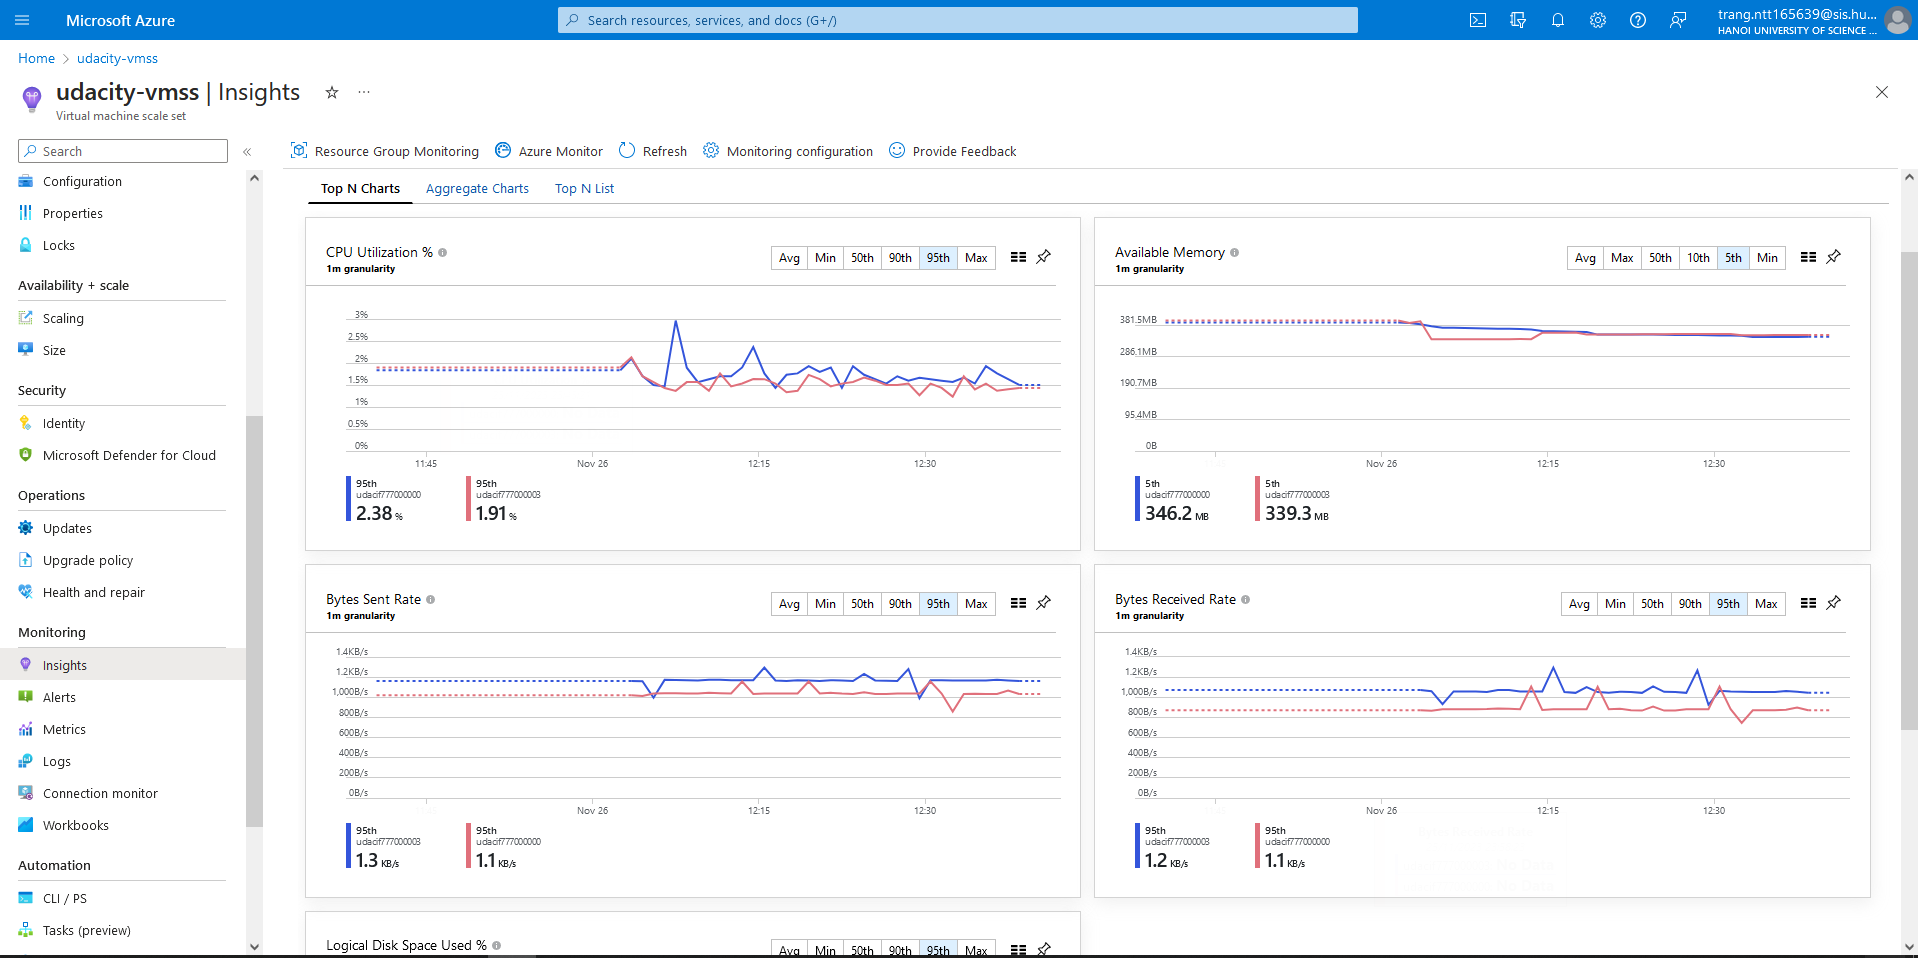 Microsoft Azure
Search resources, services, and docs (G+/)
trang.ntt165639@sis.hu...
HANOI UNIVERSITY OF SCIENCE ...
Home > udacity-vmss
udacity-vmss | Insights
Virtual machine scale set
Search
Configuration
Properties
Locks
Availability + scale
Scaling
Size
Security
Identity
Microsoft Defender for Cloud
Operations
Updates
Upgrade policy
Health and repair
Monitoring
Insights
Alerts
Metrics
Logs
Connection monitor
Workbooks
Automation
CLI / PS
Tasks (preview)
Resource Group Monitoring Azure Monitor Refresh Monitoring configuration Provide Feedback
Top N Charts Aggregate Charts Top N List
CPU Utilization %
1m granularity
Avg Min 50th 90th 95th Max
3%
2.5%
2%
1.5%
1%
0.5%
0%
11:45 Nov 26 12:15 12:30
95th 95th
udacif777000000 udacif777000003
2.38 % 1.91 %
Available Memory
1m granularity
Avg Max 50th 10th 5th Min
381.5MB
286.1MB
190.7MB
95.4MB
0B
Nov 26 12:15 12:30
5th 5th
udacif777000000 udacif777000003
346.2 MB 339.3 MB
Bytes Sent Rate
1m granularity
Avg Min 50th 90th 95th Max
1.4KB/s
1.2KB/s
1,000B/s
800B/s
600B/s
400B/s
200B/s
0B/s
Nov 26 12:15 12:30
95th 95th
udacif777000003 udacif777000000
1.3 KB/s 1.1 KB/s
Bytes Received Rate
1m granularity
Avg Min 50th 90th 95th Max
1.4KB/s
1.2KB/s
1,000B/s
800B/s
600B/s
400B/s
200B/s
0B/s
Nov 26 12:15 12:30
95th 95th
udacif777000003 udacif777000000
1.2 KB/s 1.1 KB/s
Logical Disk Space Used %
Avg Min 50th 90th 95th Max